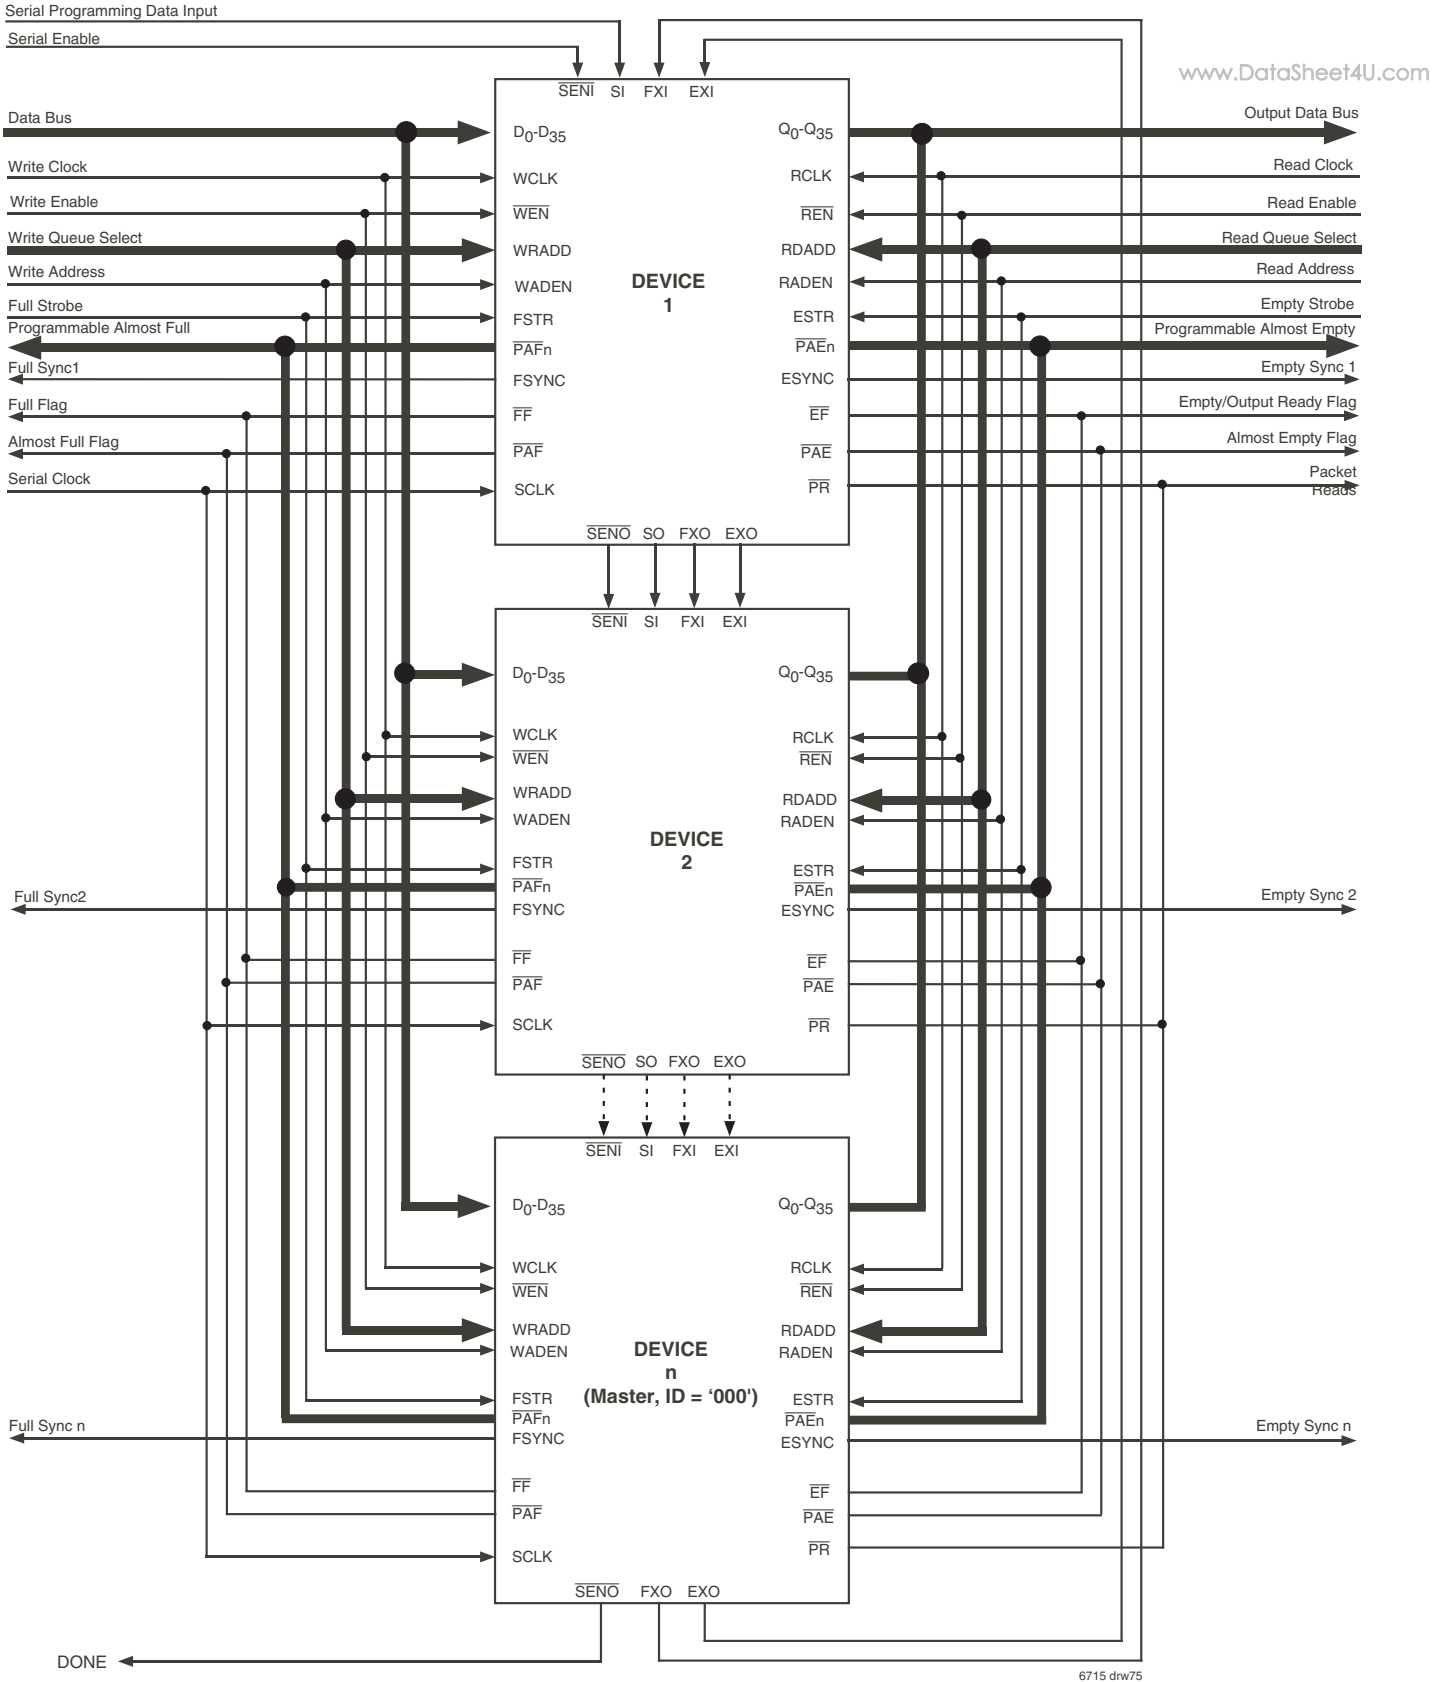 Serial Programming Data Input
Serial Enable
www.DataSheet4U.com
SENI SI FXI EXI
Data Bus
D0-D35
Q0-Q35
Output Data Bus
Write Clock
WCLK
RCLK
Read Clock
Write Enable
WEN
REN
Read Enable
Write Queue Select
WRADD
RDADD
Read Queue Select
Write Address
WADEN
RADEN
Read Address
DEVICE
1
Full Strobe
FSTR
ESTR
Empty Strobe
Programmable Almost Full
PAFn
PAEn
Programmable Almost Empty
Full Sync1
FSYNC
ESYNC
Empty Sync 1
Full Flag
FF
EF
Empty/Output Ready Flag
Almost Full Flag
PAF
PAE
Almost Empty Flag
Serial Clock
SCLK
PR
Packet
Reads
SENO SO FXO EXO
SENI SI FXI EXI
D0-D35
Q0-Q35
WCLK
RCLK
WEN
REN
WRADD
RDADD
WADEN
RADEN
DEVICE
2
FSTR
ESTR
PAFn
PAEn
Full Sync2
FSYNC
ESYNC
Empty Sync 2
FF
EF
PAF
PAE
SCLK
PR
SENO SO FXO EXO
SENI SI FXI EXI
D0-D35
Q0-Q35
WCLK
RCLK
WEN
REN
WRADD
RDADD
WADEN
RADEN
DEVICE
n
(Master, ID = ‘000')
FSTR
ESTR
PAFn
PAEn
Full Sync n
FSYNC
ESYNC
Empty Sync n
FF
EF
PAF
PAE
SCLK
PR
SENO FXO EXO
DONE
6715 drw75